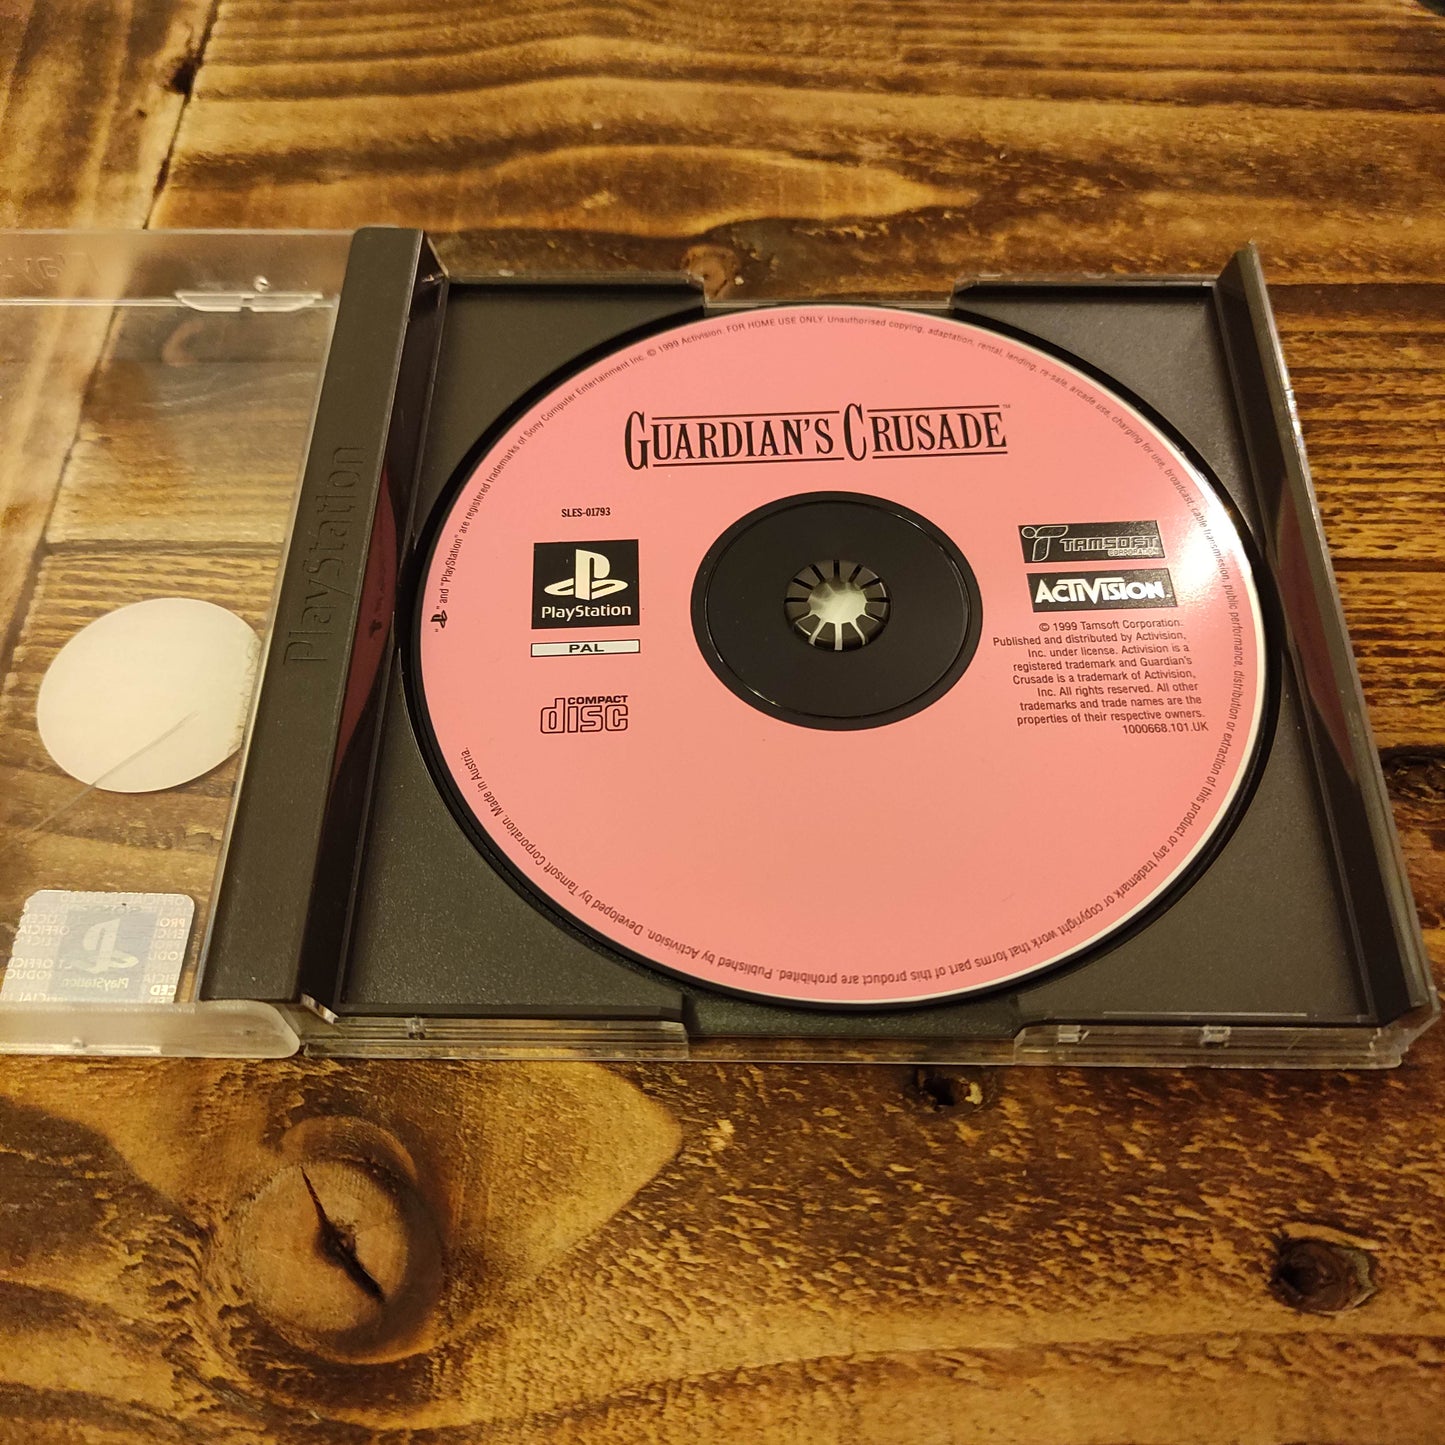 GUARDIAN'S CRUSADE™
SLES-01793
PlayStation
PAL
COMPACT
disc
TAMSOFT
CORPORATION
ACTIVISION.
© 1999 Tamsoft Corporation.
Published and distributed by Activision,
Inc. under license. Activision is a
registered trademark and Guardian's
Crusade is a trademark of Activision,
Inc. All rights reserved. All other
trademarks and trade names are the
properties of their respective owners.
1000668.101.UK
" " and "PlayStation" are registered trademarks of Sony Computer Entertainment Inc. © 1999 Activision. FOR HOME USE ONLY. Unauthorised copying, adaptation, rental, lending, re-sale, arcade use, charging for use, broadcast, cable transmission, public performance, distribution or extraction of this product or any trademark or copyright work that forms part of this product are prohibited. Published by Activision. Developed by Tamsoft Corporation. Made in Austria.
PlayStation
PlayStation